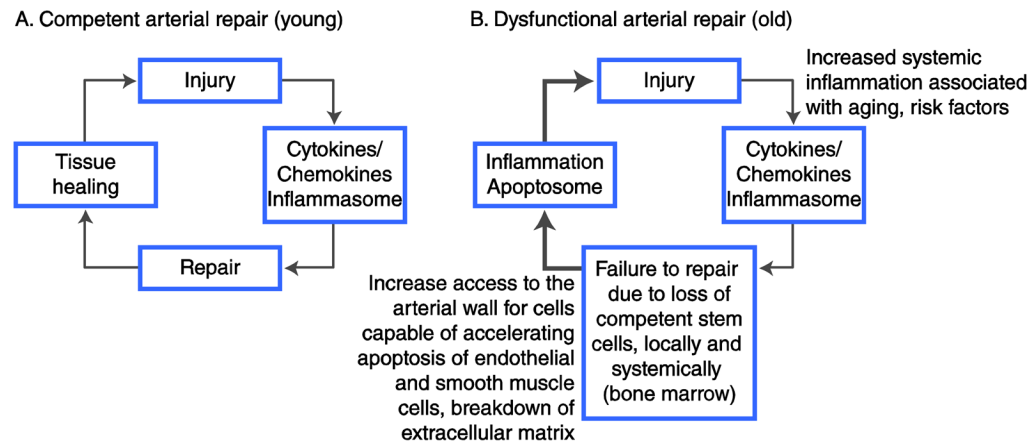 A. Competent arterial repair (young)
Injury
Cytokines/
Chemokines
Inflammasome
Repair
Tissue
healing
B. Dysfunctional arterial repair (old)
Injury
Increased systemic
inflammation associated
with aging, risk factors
Cytokines/
Chemokines
Inflammasome
Failure to repair
due to loss of
competent stem
cells, locally and
systemically
(bone marrow)
Increase access to the
arterial wall for cells
capable of accelerating
apoptosis of endothelial
and smooth muscle
cells, breakdown of
extracellular matrix
Inflammation
Apoptosome